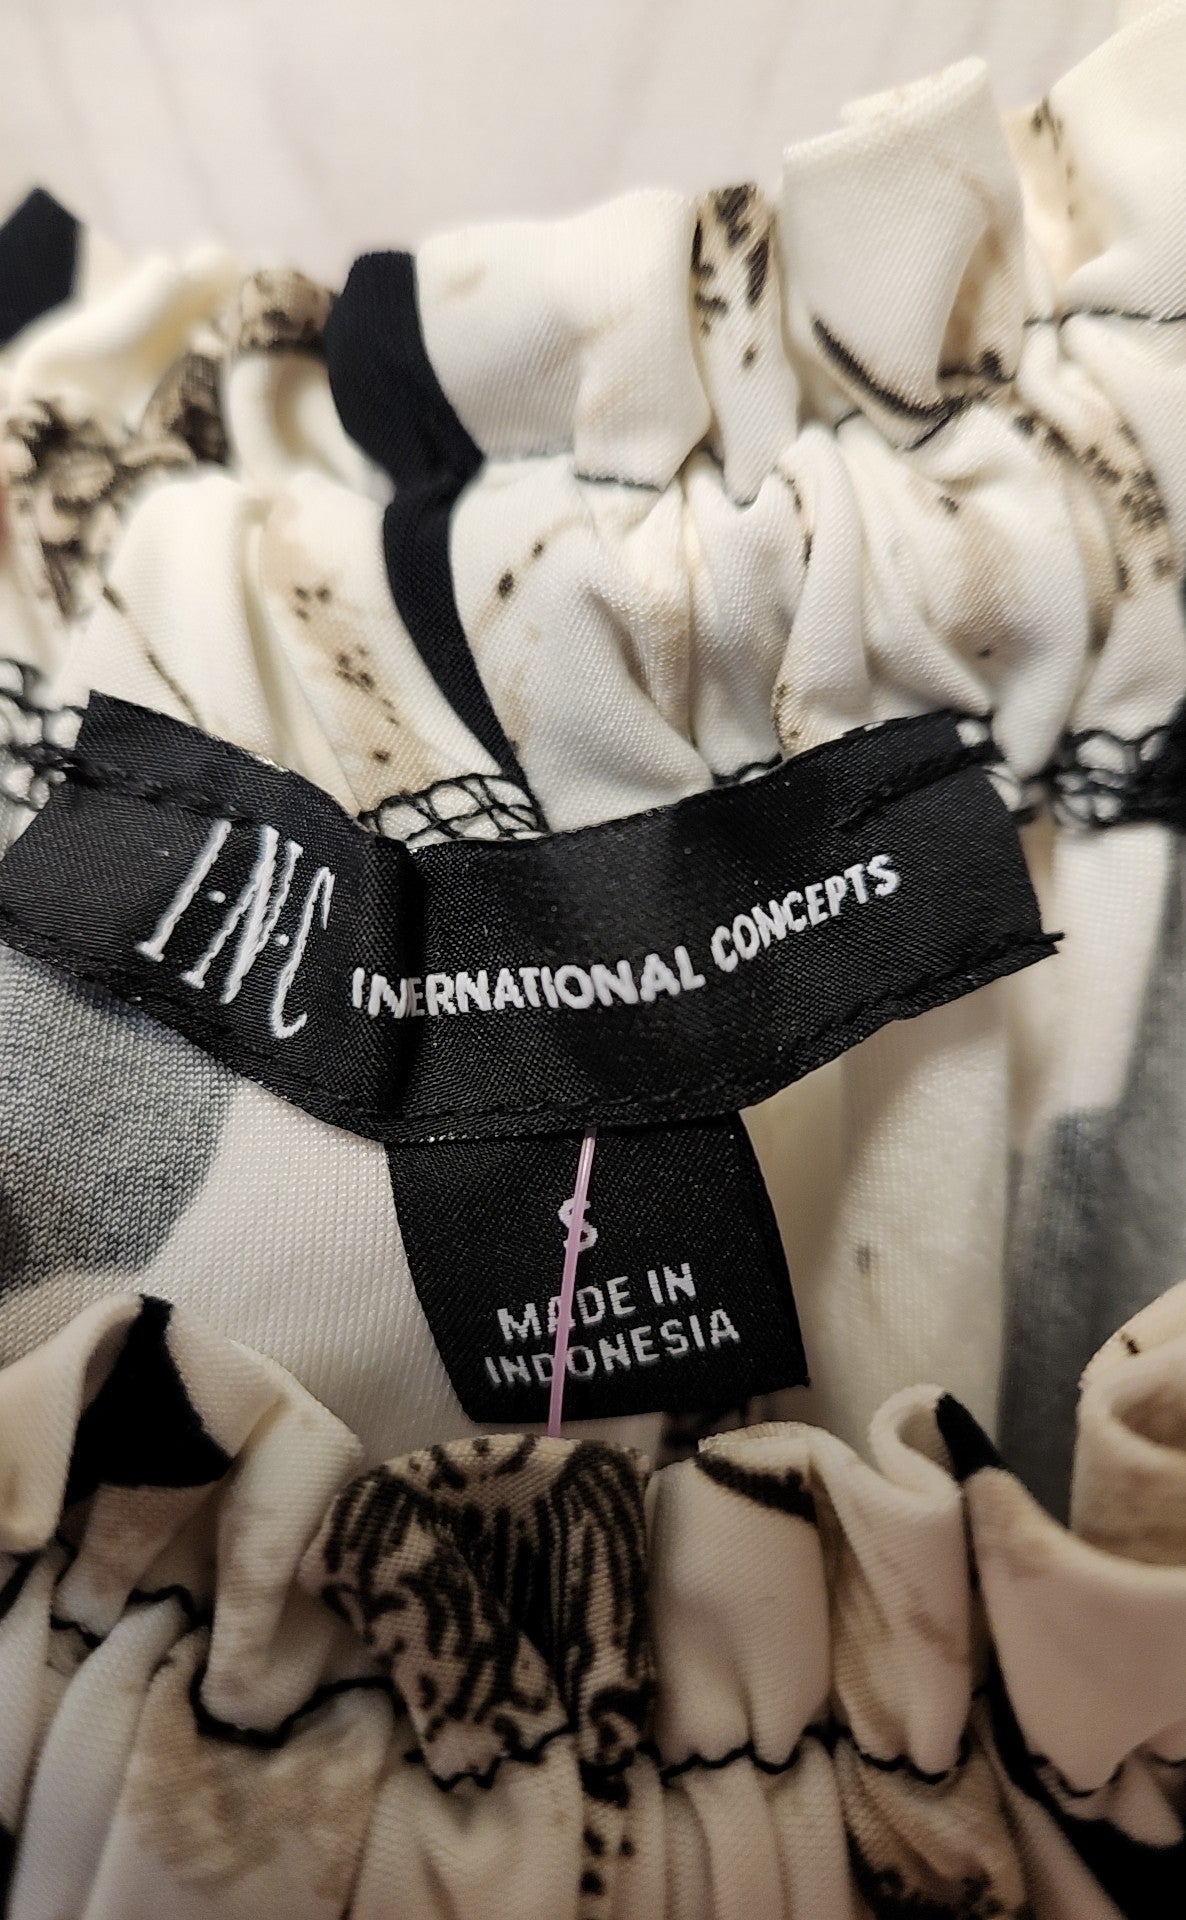 I·N·C INTERNATIONAL CONCEPTS
S
MADE IN
INDONESIA